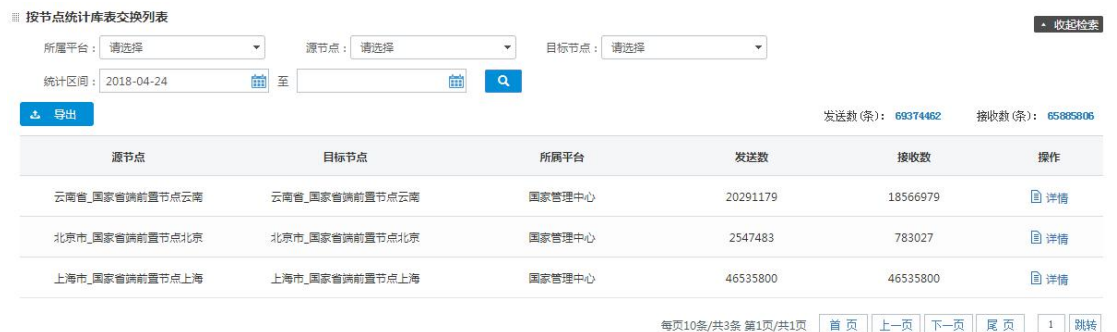 按节点统计库表交换列表
收起检索
所属平台： 请选择 源节点： 请选择 目标节点： 请选择
统计区间： 2018-04-24 至
导出 发送数(条)： 69374462 接收数(条)： 65885806
源节点 目标节点 所属平台 发送数 接收数 操作
云南省_国家省端前置节点云南 云南省_国家省端前置节点云南 国家管理中心 20291179 18566979 详情
北京市_国家省端前置节点北京 北京市_国家省端前置节点北京 国家管理中心 2547483 783027 详情
上海市_国家省端前置节点上海 上海市_国家省端前置节点上海 国家管理中心 46535800 46535800 详情
每页10条/共3条 第1页/共1页 首 页 上一页 下一页 尾 页 1 跳转